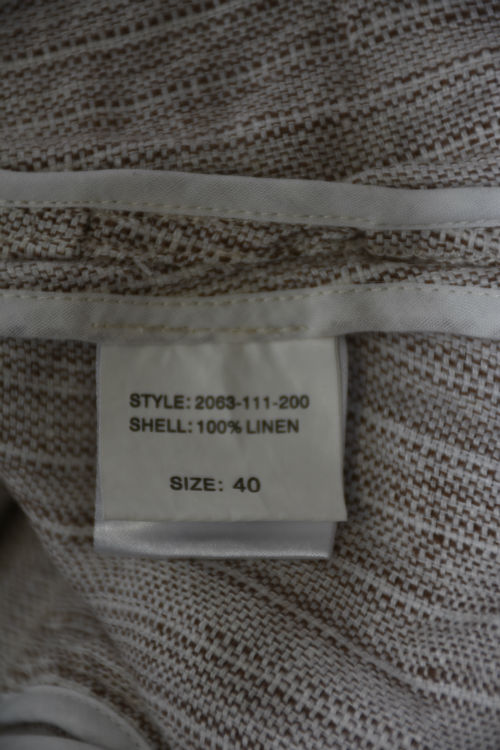 STYLE: 2063-111-200
SHELL: 100% LINEN
SIZE: 40